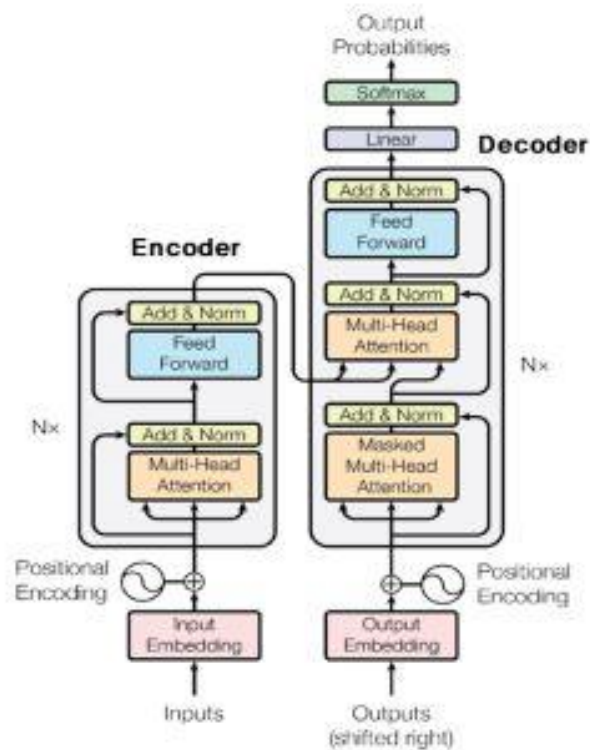 Output
Probabilities
Softmax
Linear
Decoder
Add & Norm
Feed
Forward
Add & Norm
Multi-Head
Attention
Nx
Add & Norm
Masked
Multi-Head
Attention
Positional
Encoding
Output
Embedding
Outputs
(shifted right)
Encoder
Add & Norm
Feed
Forward
Nx
Add & Norm
Multi-Head
Attention
Positional
Encoding
Input
Embedding
Inputs